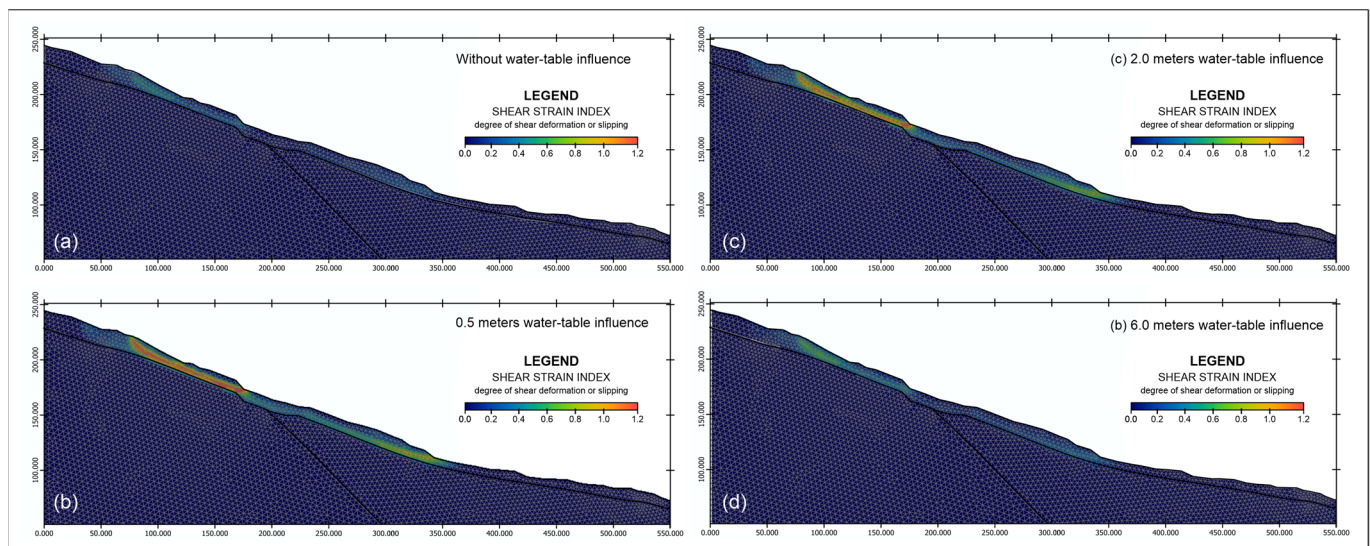 Without water-table influence
LEGEND
SHEAR STRAIN INDEX
degree of shear deformation or slipping
0.0 0.2 0.4 0.6 0.8 1.0 1.2
250.000
200.000
150.000
100.000
(a)
0.000 50.000 100.000 150.000 200.000 250.000 300.000 350.000 400.000 450.000 500.000 550.000
(c) 2.0 meters water-table influence
LEGEND
SHEAR STRAIN INDEX
degree of shear deformation or slipping
0.0 0.2 0.4 0.6 0.8 1.0 1.2
250.000
200.000
150.000
100.000
(c)
0.000 50.000 100.000 150.000 200.000 250.000 300.000 350.000 400.000 450.000 500.000 550.000
0.5 meters water-table influence
LEGEND
SHEAR STRAIN INDEX
degree of shear deformation or slipping
0.0 0.2 0.4 0.6 0.8 1.0 1.2
250.000
200.000
150.000
100.000
(b)
0.000 50.000 100.000 150.000 200.000 250.000 300.000 350.000 400.000 450.000 500.000 550.000
(b) 6.0 meters water-table influence
LEGEND
SHEAR STRAIN INDEX
degree of shear deformation or slipping
0.0 0.2 0.4 0.6 0.8 1.0 1.2
250.000
200.000
150.000
100.000
(d)
0.000 50.000 100.000 150.000 200.000 250.000 300.000 350.000 400.000 450.000 500.000 550.000